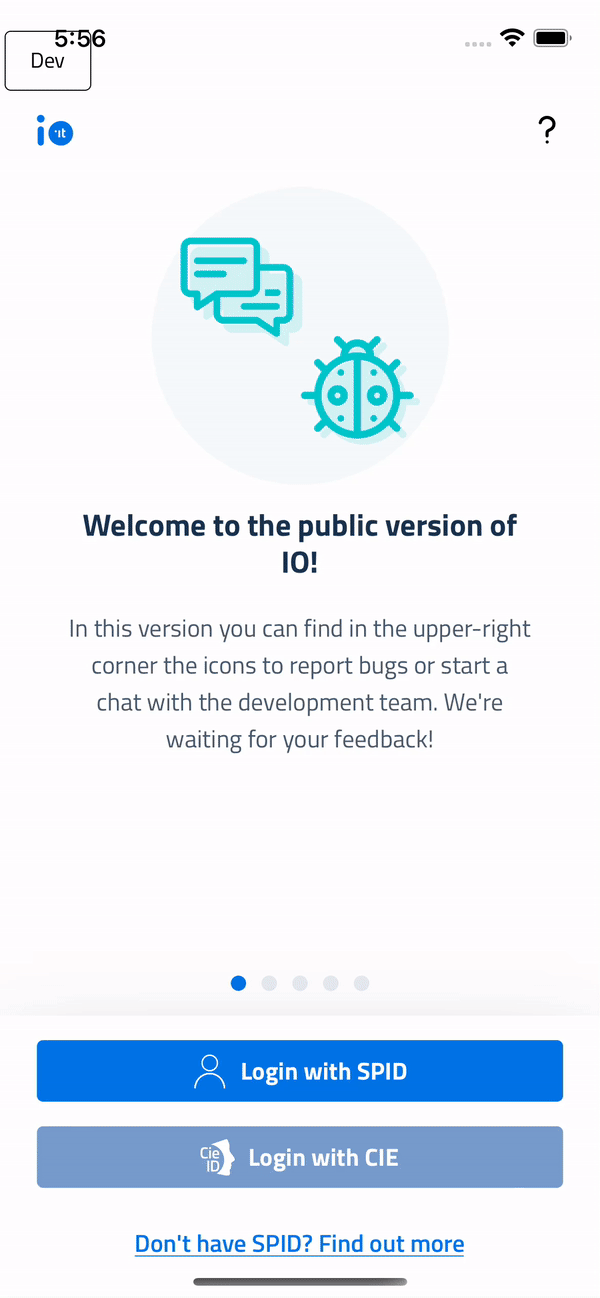 5:56
Dev
io
it
?
Welcome to the public version of
IO!
In this version you can find in the upper-right
corner the icons to report bugs or start a
chat with the development team. We're
waiting for your feedback!
Login with SPID
Cie
ID
Login with CIE
Don't have SPID? Find out more